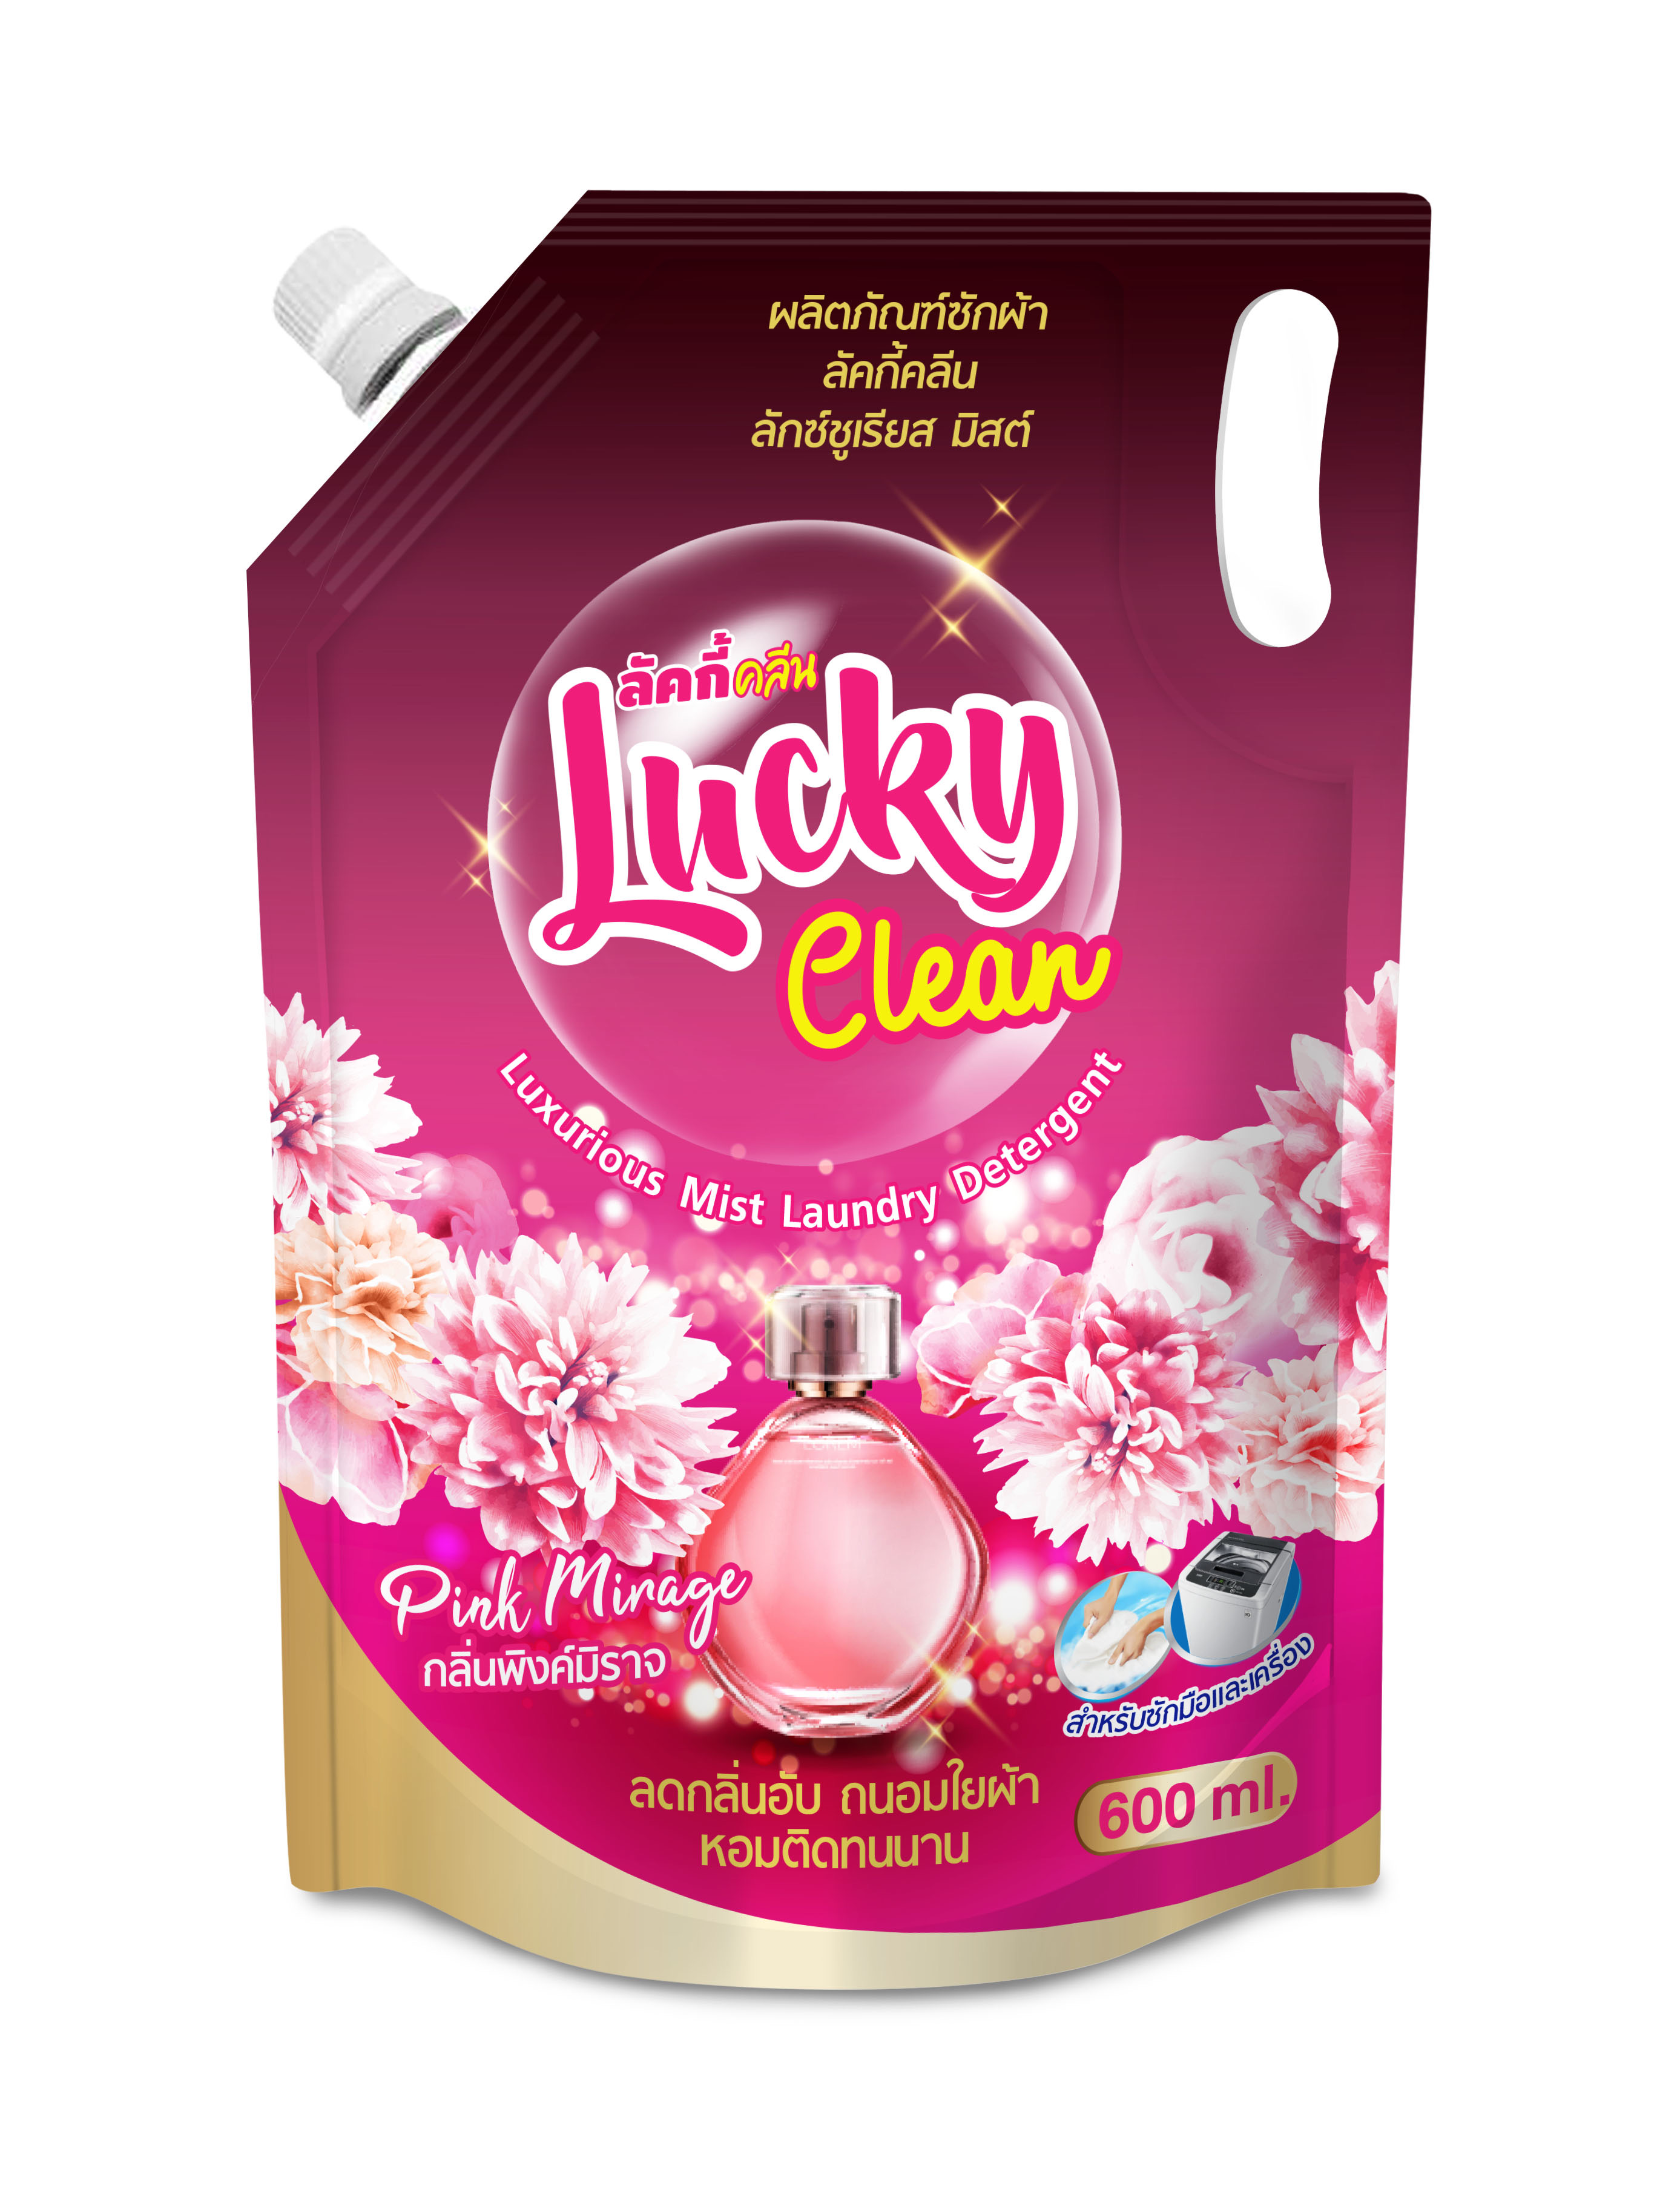 ผลิตภัณฑ์ซักผ้า
ลัคกี้คลีน
ลักซ์ชูเรียส มิสต์
ลัคกี้คลีน
Lucky
Clean
Luxurious Mist Laundry Detergent
Pink Mirage
กลิ่นพิงค์มิราจ
สำหรับซักมือและเครื่อง
ลดกลิ่นอับ ถนอมใยผ้า
หอมติดทนนาน
600 ml.